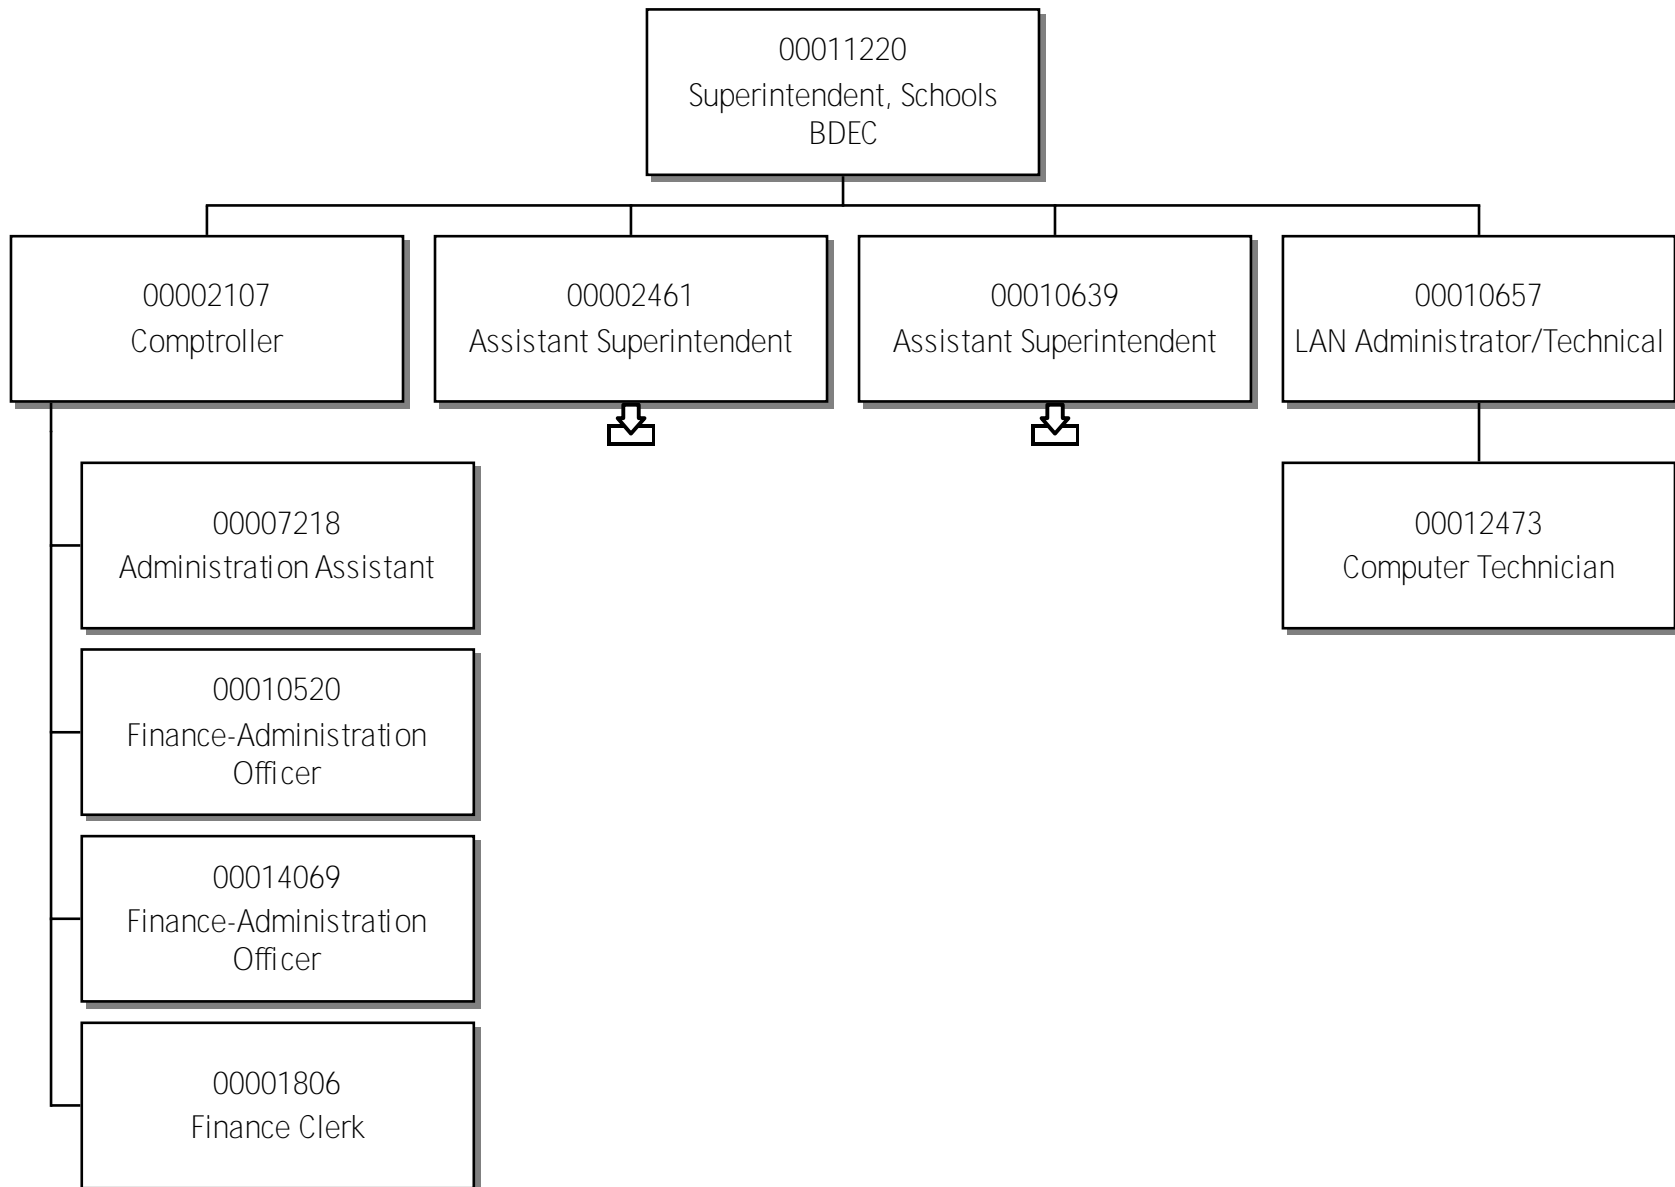 00011220
Superintendent, Schools
BDEC
00002107
Comptroller
00002461
Assistant Superintendent
00010639
Assistant Superintendent
00010657
LAN Administrator/Technical
00007218
Administration Assistant
00012473
Computer Technician
00010520
Finance-Administration
Officer
00014069
Finance-Administration
Officer
00001806
Finance Clerk